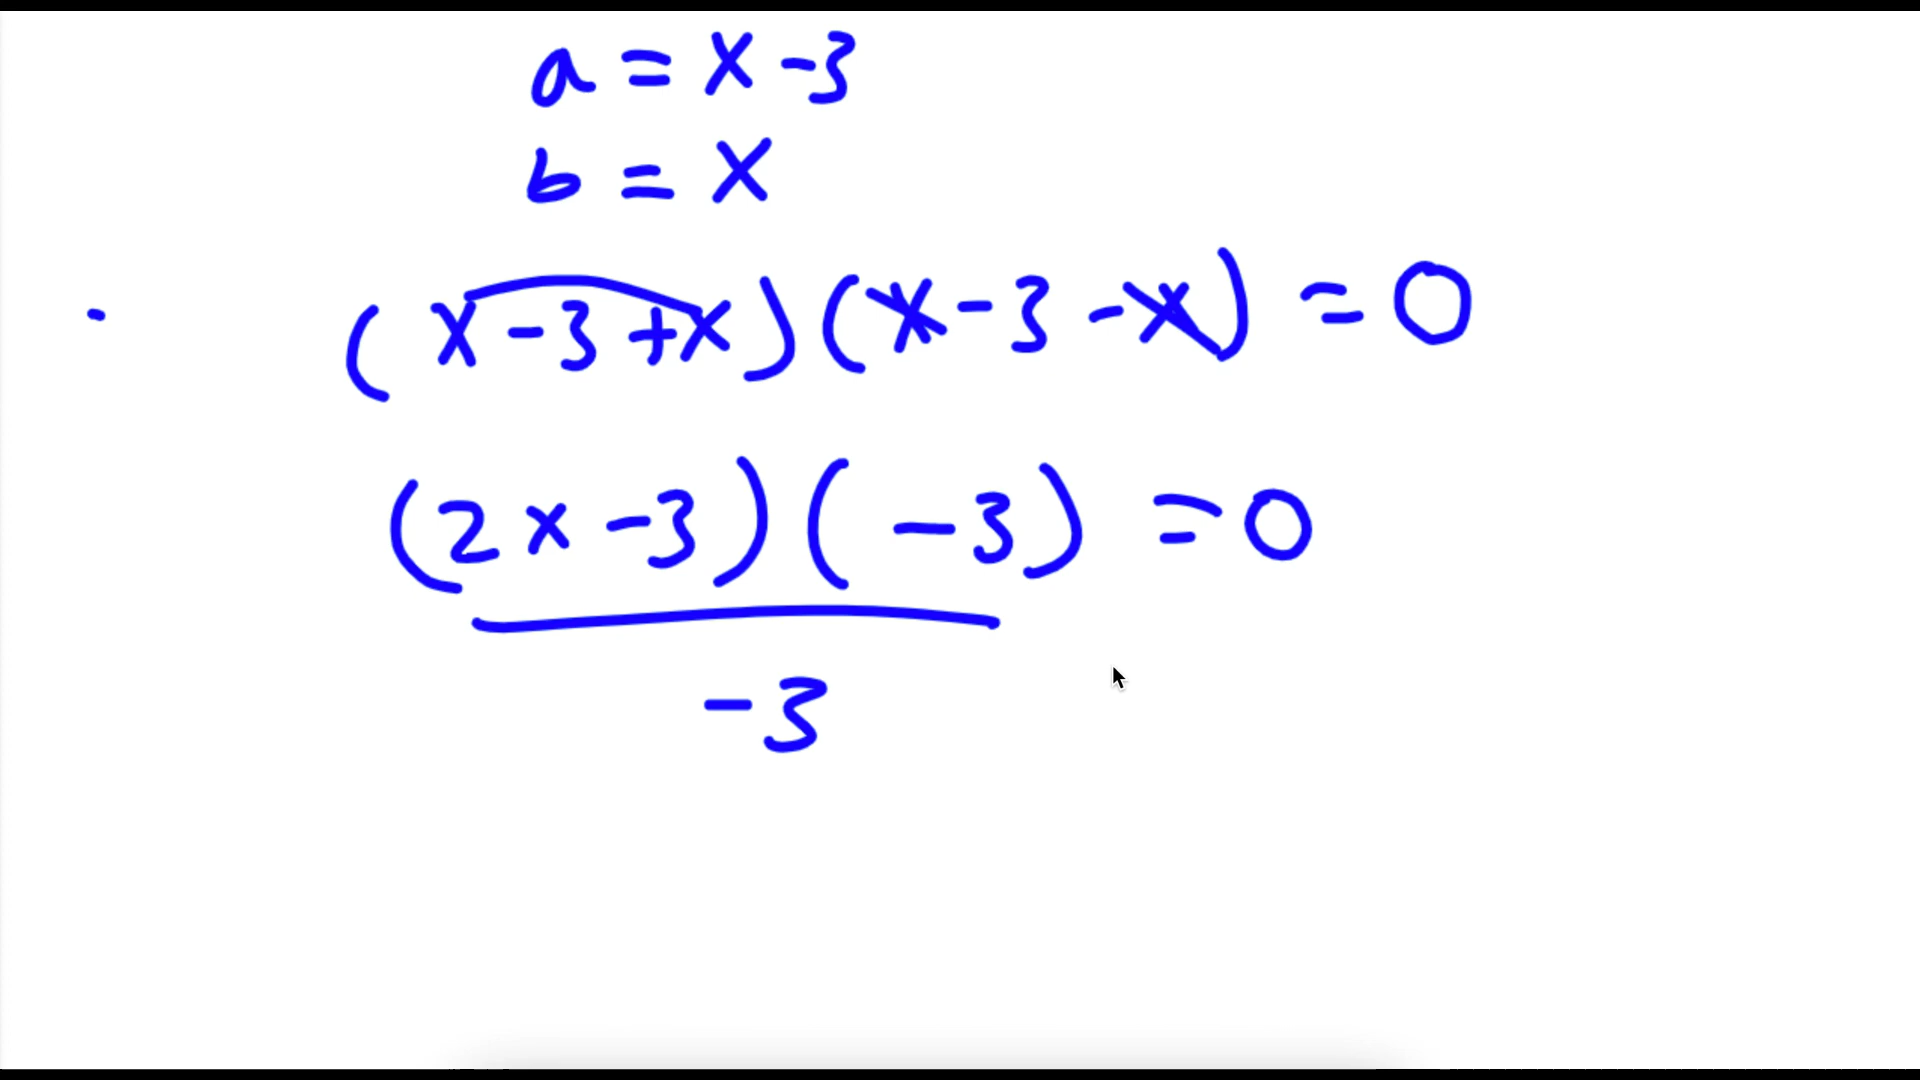 a = x - 3
b = x
(x - 3 + x)(x - 3 - x) = 0
(2x - 3)(-3) = 0
-3